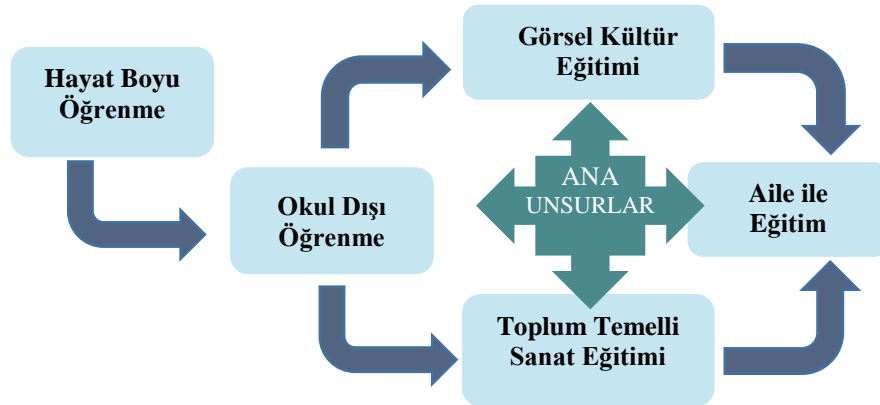 Hayat Boyu
Öğrenme
Okul Dışı
Öğrenme
Görsel Kültür
Eğitimi
ANA
UNSURLAR
Toplum Temelli
Sanat Eğitimi
Aile ile
Eğitim